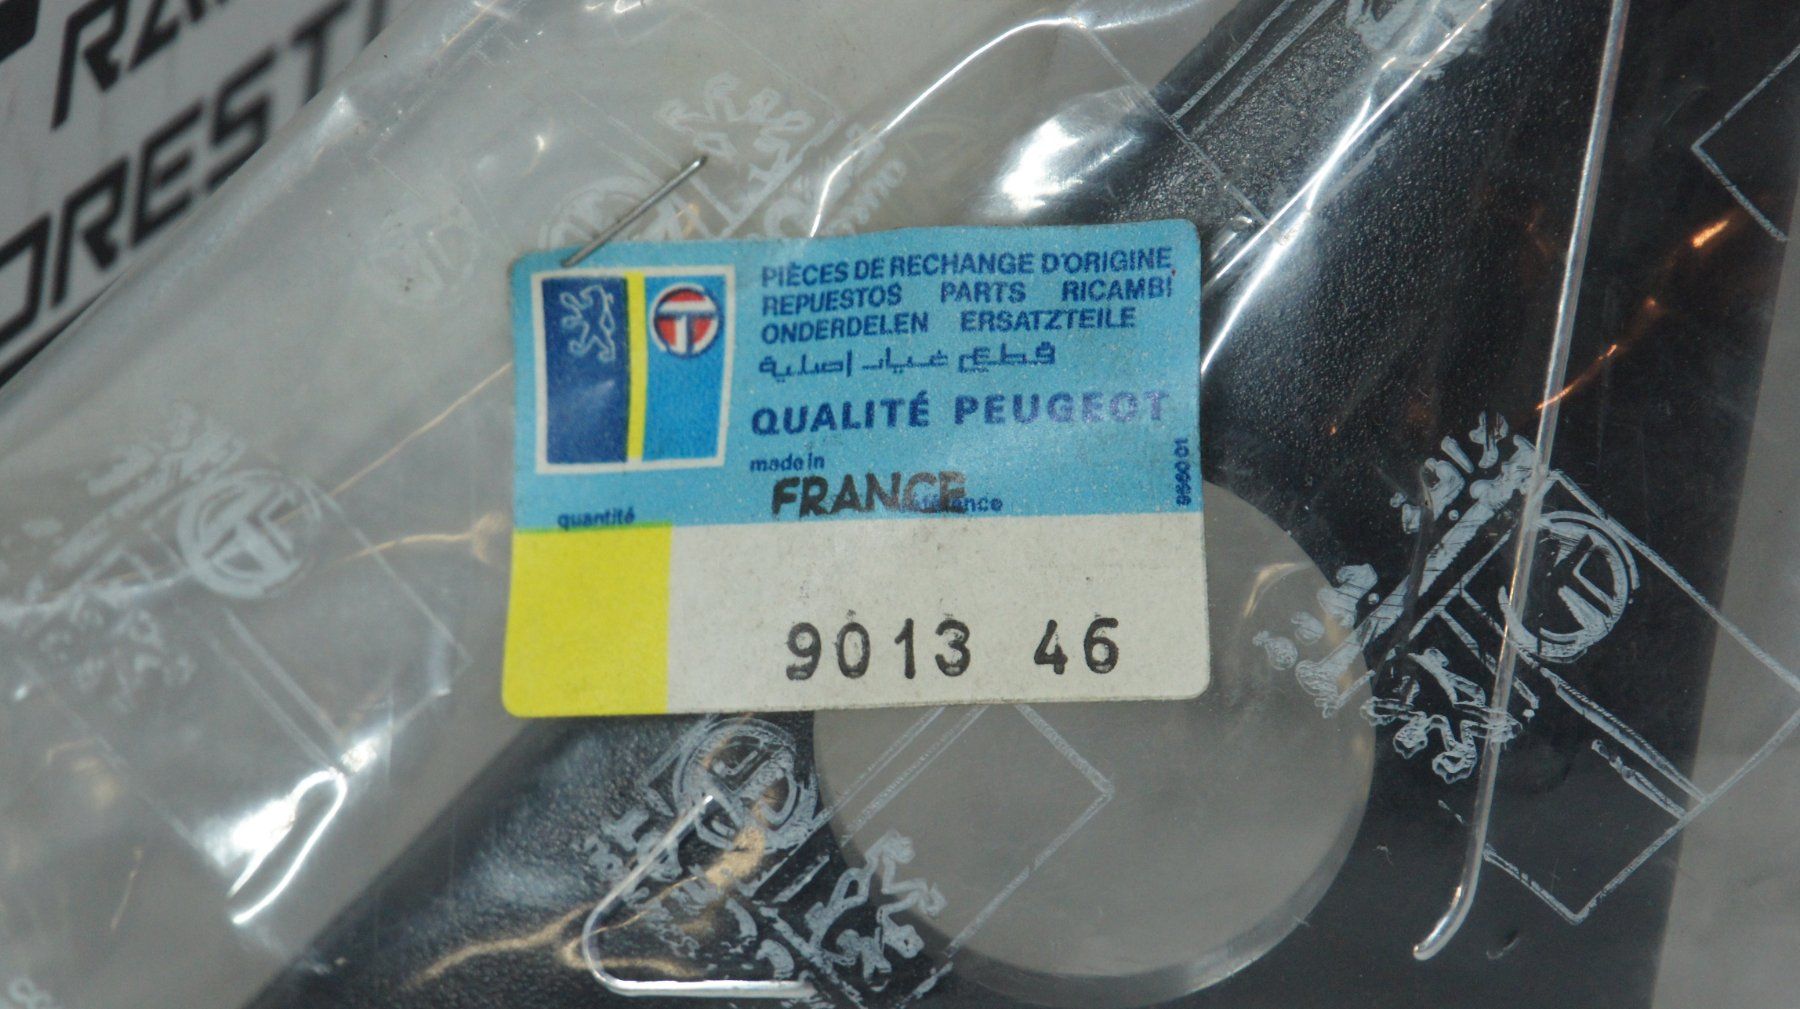 PIÈCES DE RECHANGE D'ORIGINE
REPUESTOS PARTS RICAMBI
ONDERDELEN ERSATZTEILE
قطع غيار اصلية
QUALITÉ PEUGEOT
made in
FRANCE
quantité
9013 46